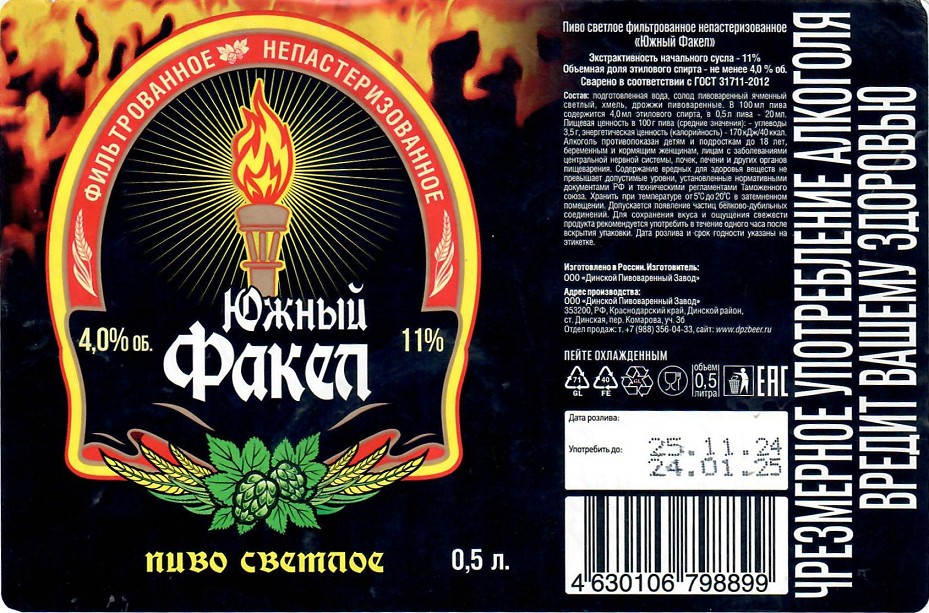 ФИЛЬТРОВАННОЕ НЕПАСТЕРИЗОВАННОЕ
4,0% ОБ.
Южный
Факел
11%
пиво светлое
0,5 л.
Пиво светлое фильтрованное непастеризованное
«Южный Факел»
Экстрактивность начального сусла - 11%
Объемная доля этилового спирта - не менее 4,0 % об.
Сварено в соответствии с ГОСТ 31711-2012
Состав: подготовленная вода, солод пивоваренный ячменный
светлый, хмель, дрожжи пивоваренные. В 100 мл пива
содержится 4,0 мл этилового спирта, в 0,5 л пива - 20 мл.
Пищевая ценность в 100 г пива (средние значения): - углеводы
3,5 г, энергетическая ценность (калорийность) - 170 кДж/40 ккал.
Алкоголь противопоказан детям и подросткам до 18 лет,
беременным и кормящим женщинам, лицам с заболеваниями
центральной нервной системы, почек, печени и других органов
пищеварения. Содержание вредных для здоровья веществ не
превышает допустимые уровни, установленные нормативными
документами РФ и техническими регламентами Таможенного
союза. Хранить при температуре от 5°С до 20°С в затемненном
помещении. Допускается появление частиц белково-дубильных
соединений. Для сохранения вкуса и ощущения свежести
продукта рекомендуется употребить в течение одного часа после
вскрытия упаковки. Дата розлива и срок годности указаны на
этикетке.
Изготовлено в России. Изготовитель:
ООО «Динской Пивоваренный Завод»
Адрес производства:
ООО «Динской Пивоваренный Завод»
353200, РФ, Краснодарский край, Динской район,
ст. Динская, пер. Комарова, уч. 3б
Отдел продаж: т. +7 (988) 356-04-33, сайт: www.dpzbeer.ru
ПЕЙТЕ ОХЛАЖДЕННЫМ
71
GL
40
FE
GL
объем
0,5
литра
EAC
Дата розлива:
25.11.24
Употребить до:
24.01.25
4 630106 798899
ЧРЕЗМЕРНОЕ УПОТРЕБЛЕНИЕ АЛКОГОЛЯ
ВРЕДИТ ВАШЕМУ ЗДОРОВЬЮ